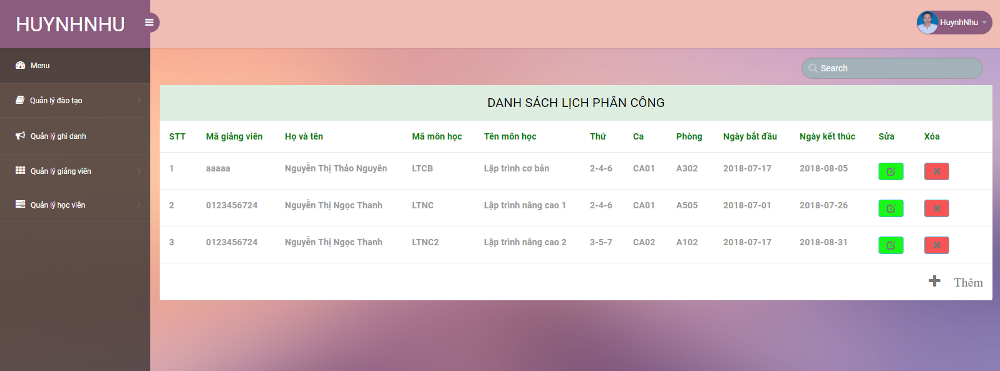 HUYNHNHU
HuynhNhu
Menu
Quản lý đào tạo
Quản lý ghi danh
Quản lý giảng viên
Quản lý học viên
Search
DANH SÁCH LỊCH PHÂN CÔNG
STT Mã giảng viên Họ và tên Mã môn học Tên môn học Thứ Ca Phòng Ngày bắt đầu Ngày kết thúc Sửa Xóa
1 aaaaa Nguyễn Thị Thảo Nguyên LTCB Lập trình cơ bản 2-4-6 CA01 A302 2018-07-17 2018-08-05
2 0123456724 Nguyễn Thị Ngọc Thanh LTNC Lập trình nâng cao 1 2-4-6 CA01 A505 2018-07-01 2018-07-26
3 0123456724 Nguyễn Thị Ngọc Thanh LTNC2 Lập trình nâng cao 2 3-5-7 CA02 A102 2018-07-17 2018-08-31
Thêm